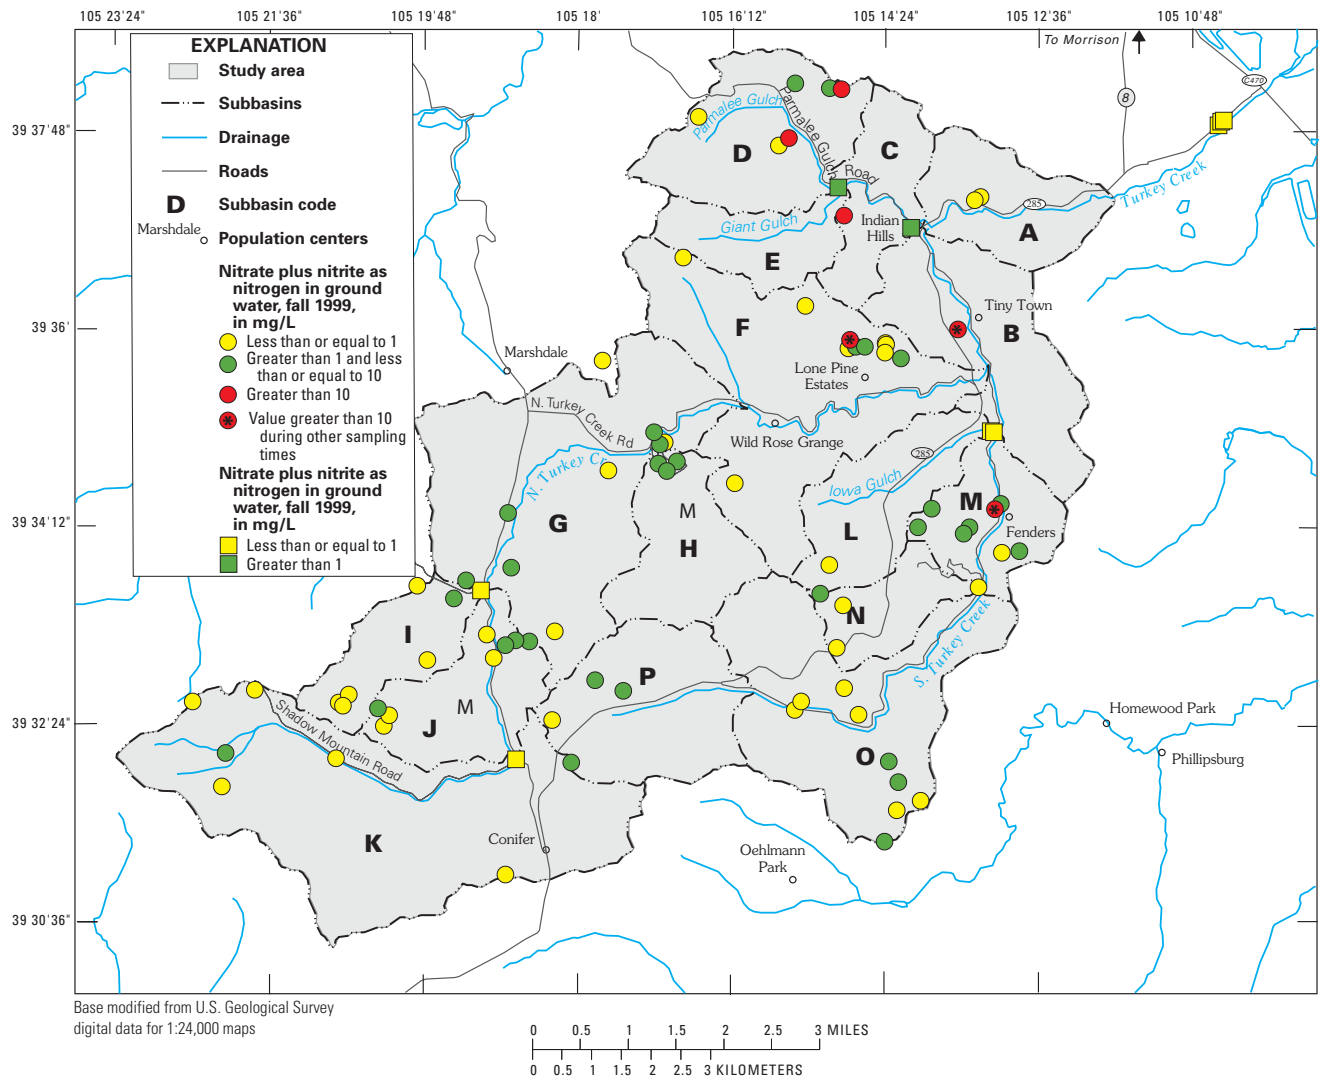 105 23'24" 105 21'36" 105 19'48" 105 18' 105 16'12" 105 14'24" 105 12'36" 105 10'48"
39 37'48"
39 36'
39 34'12"
39 32'24"
39 30'36"
EXPLANATION
Study area
Subbasins
Drainage
Roads
D Subbasin code
Marshdale Population centers
Nitrate plus nitrite as
nitrogen in ground
water, fall 1999,
in mg/L
Less than or equal to 1
Greater than 1 and less
than or equal to 10
Greater than 10
* Value greater than 10
during other sampling
times
Nitrate plus nitrite as
nitrogen in ground
water, fall 1999,
in mg/L
Less than or equal to 1
Greater than 1
To Morrison
8
C470
Parmalee Gulch
Parmalee Gulch
Road
D
C
Turkey Creek
285
A
Giant Gulch
Indian
Hills
E
F
Tiny Town
B
*
*
Marshdale
Lone Pine
Estates
N. Turkey Creek Rd
Wild Rose Grange
N. Turkey Cr
285
Iowa Gulch
G
M
H
L
M
*
Fenders
I
N
S. Turkey Creek
P
J
M
Shadow Mountain Road
O
Homewood Park
Phillipsburg
K
Conifer
Oehlmann
Park
Base modified from U.S. Geological Survey
digital data for 1:24,000 maps
0 0.5 1 1.5 2 2.5 3 MILES
0 0.5 1 1.5 2 2.5 3 KILOMETERS